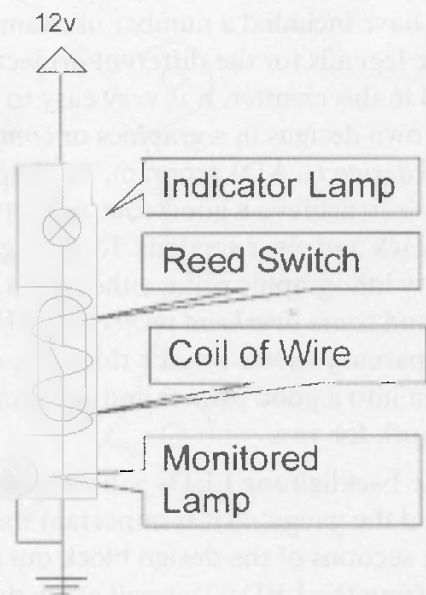 12v
Indicator Lamp
Reed Switch
Coil of Wire
Monitored
Lamp